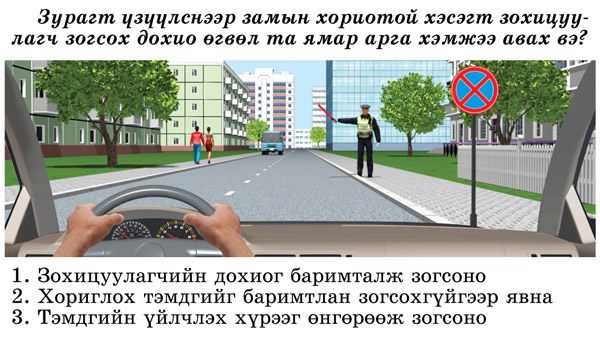 Зурагт үзүүлснээр замын хориотой хэсэгт зохицуу-
лагч зогсох дохио өгвөл та ямар арга хэмжээ авах вэ?
1. Зохицуулагчийн дохиог баримталж зогсоно
2. Хориглох тэмдгийг баримтлан зогсохгүйгээр явна
3. Тэмдгийн үйлчлэх хүрээг өнгөрөөж зогсоно